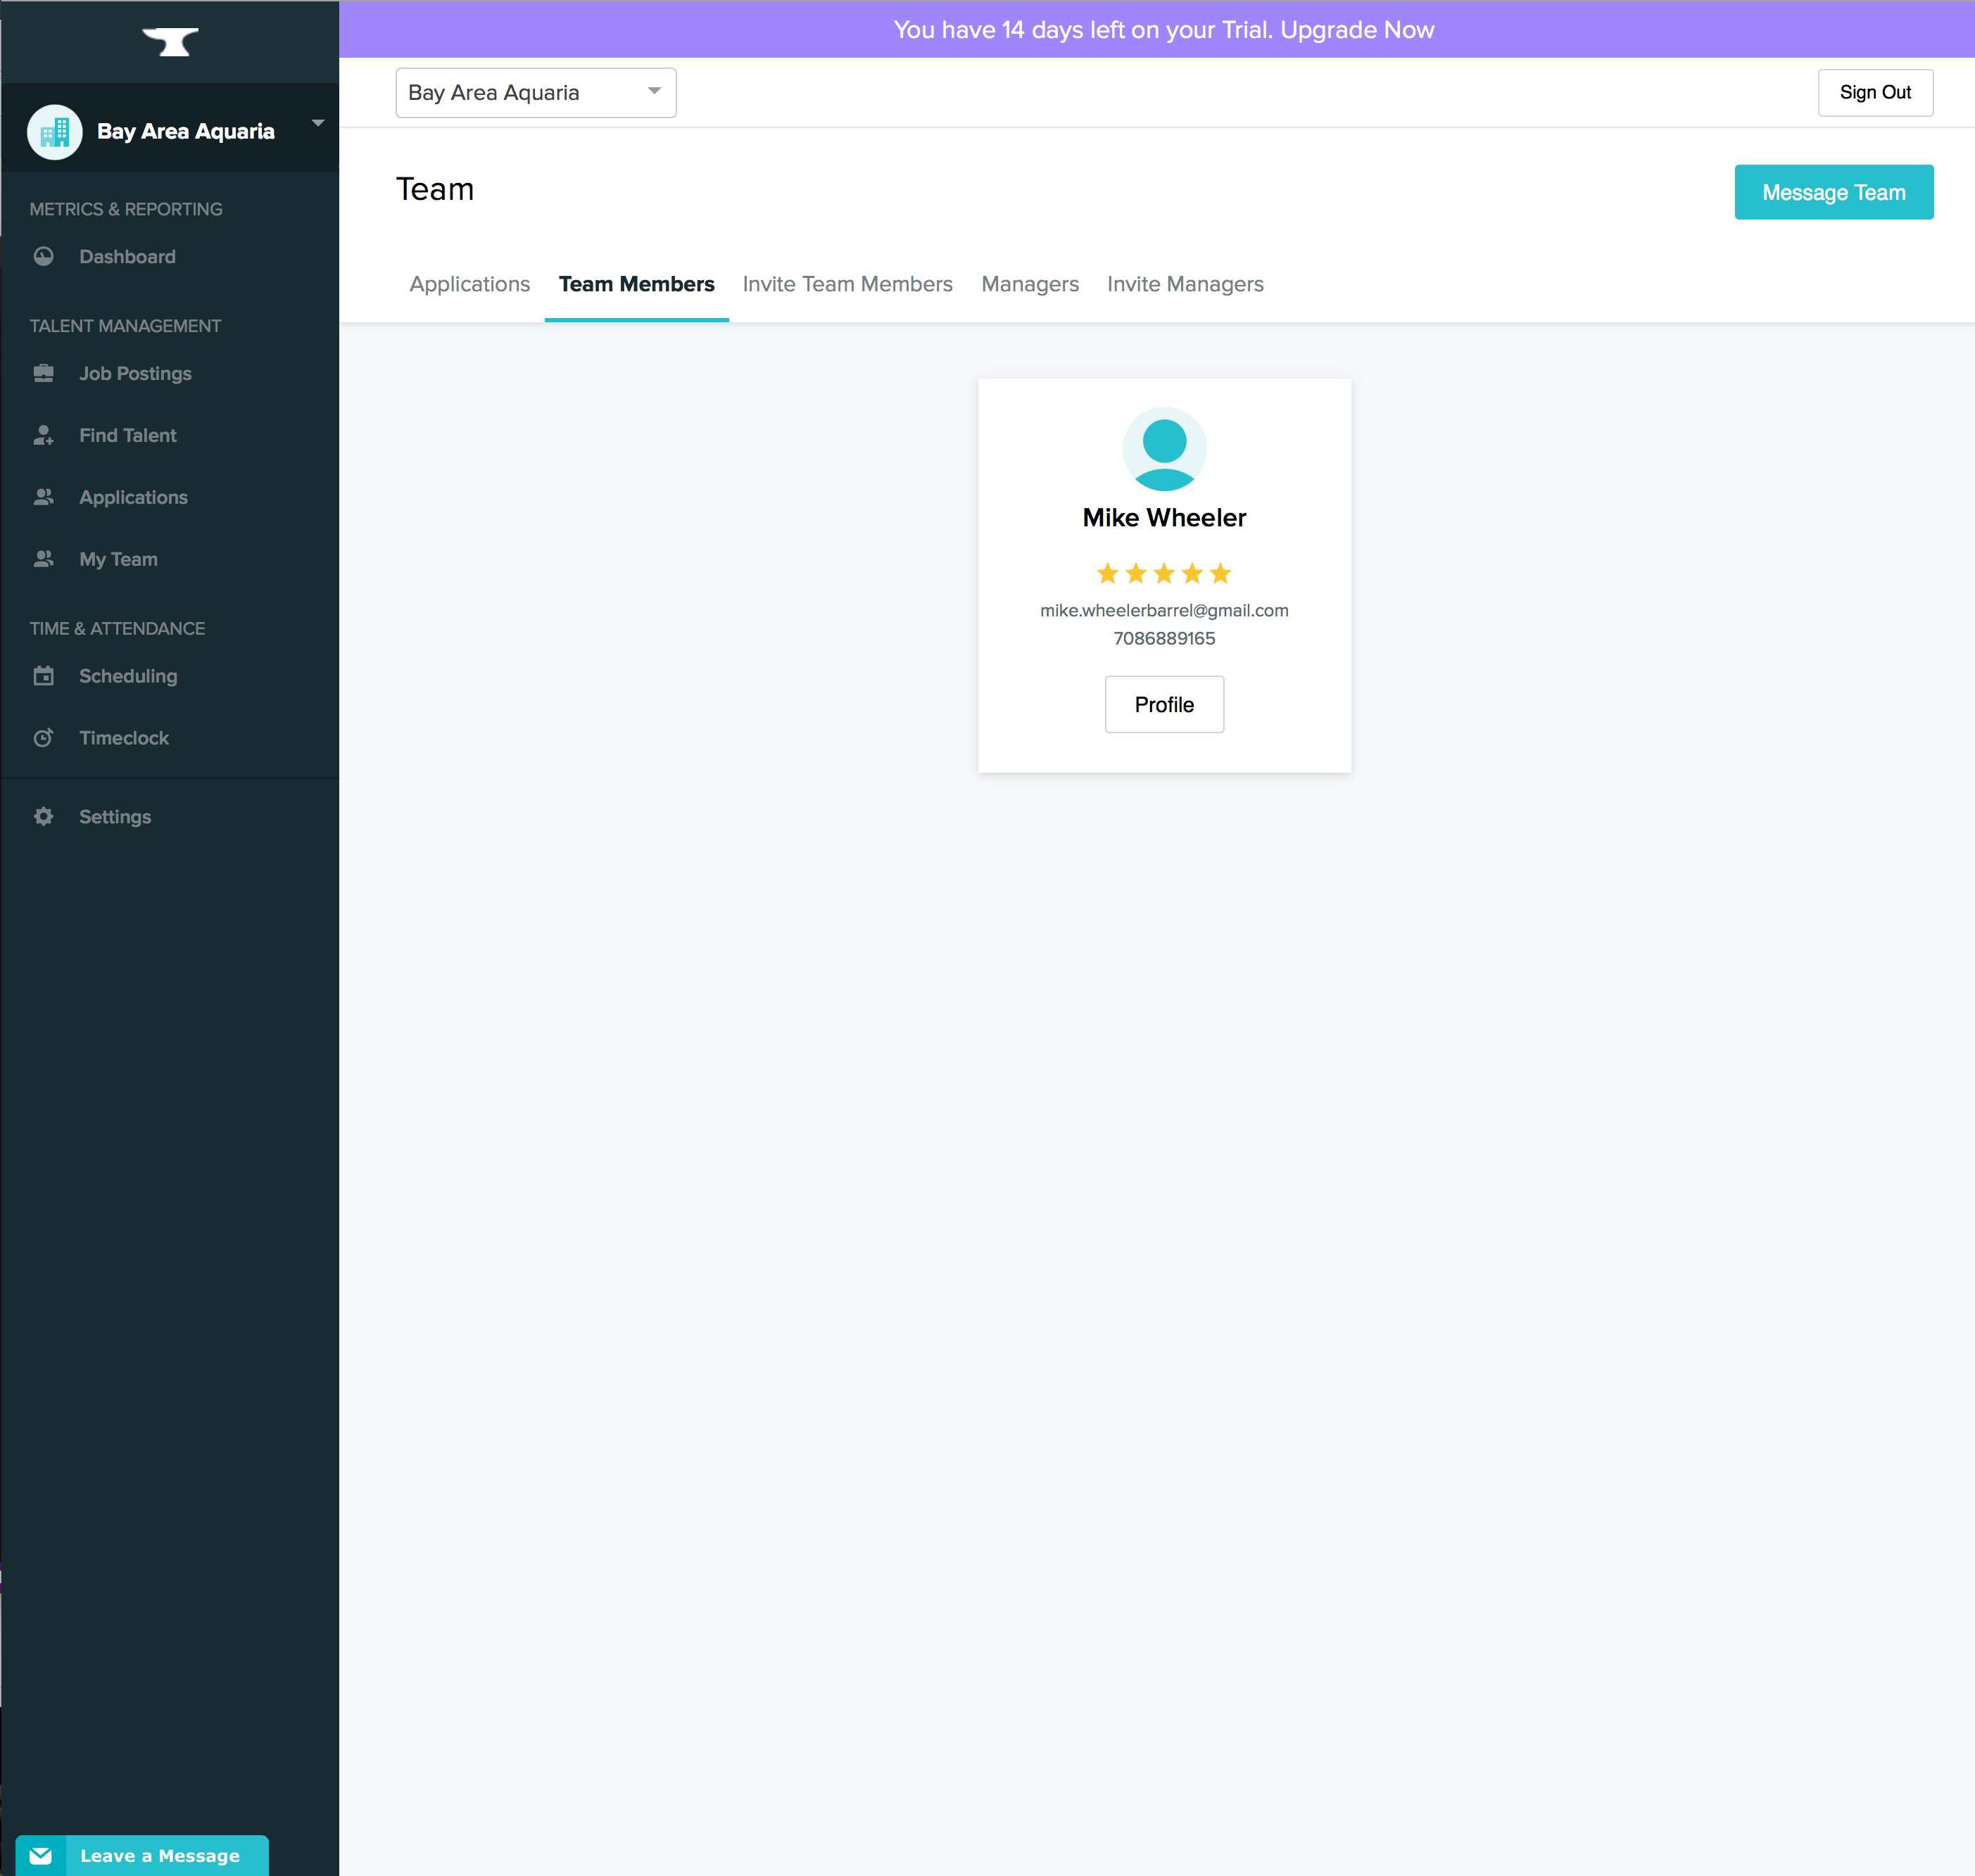 You have 14 days left on your Trial. Upgrade Now
Bay Area Aquaria
Sign Out
Bay Area Aquaria
METRICS & REPORTING
Dashboard
TALENT MANAGEMENT
Job Postings
Find Talent
Applications
My Team
TIME & ATTENDANCE
Scheduling
Timeclock
Settings
Leave a Message
Team
Message Team
Applications Team Members Invite Team Members Managers Invite Managers
Mike Wheeler
mike.wheelerbarrel@gmail.com
7086889165
Profile